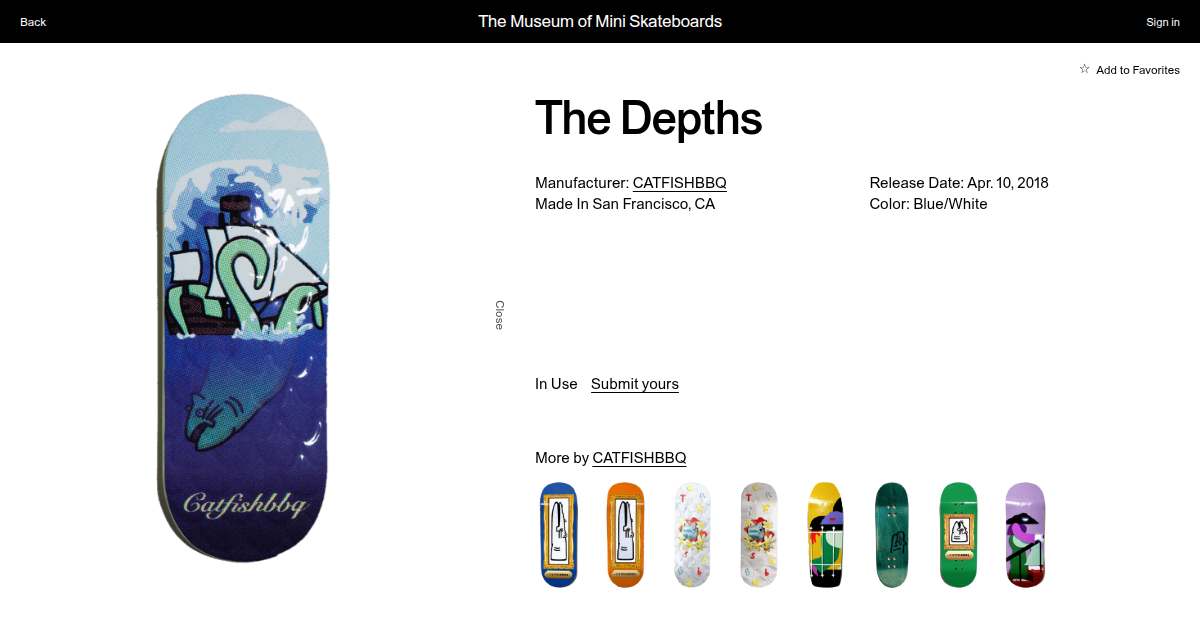 Back
The Museum of Mini Skateboards
Sign in
☆ Add to Favorites
The Depths
Manufacturer: CATFISHBBQ
Made In San Francisco, CA
Release Date: Apr. 10, 2018
Color: Blue/White
Close
Catfishbbq
In Use Submit yours
More by CATFISHBBQ